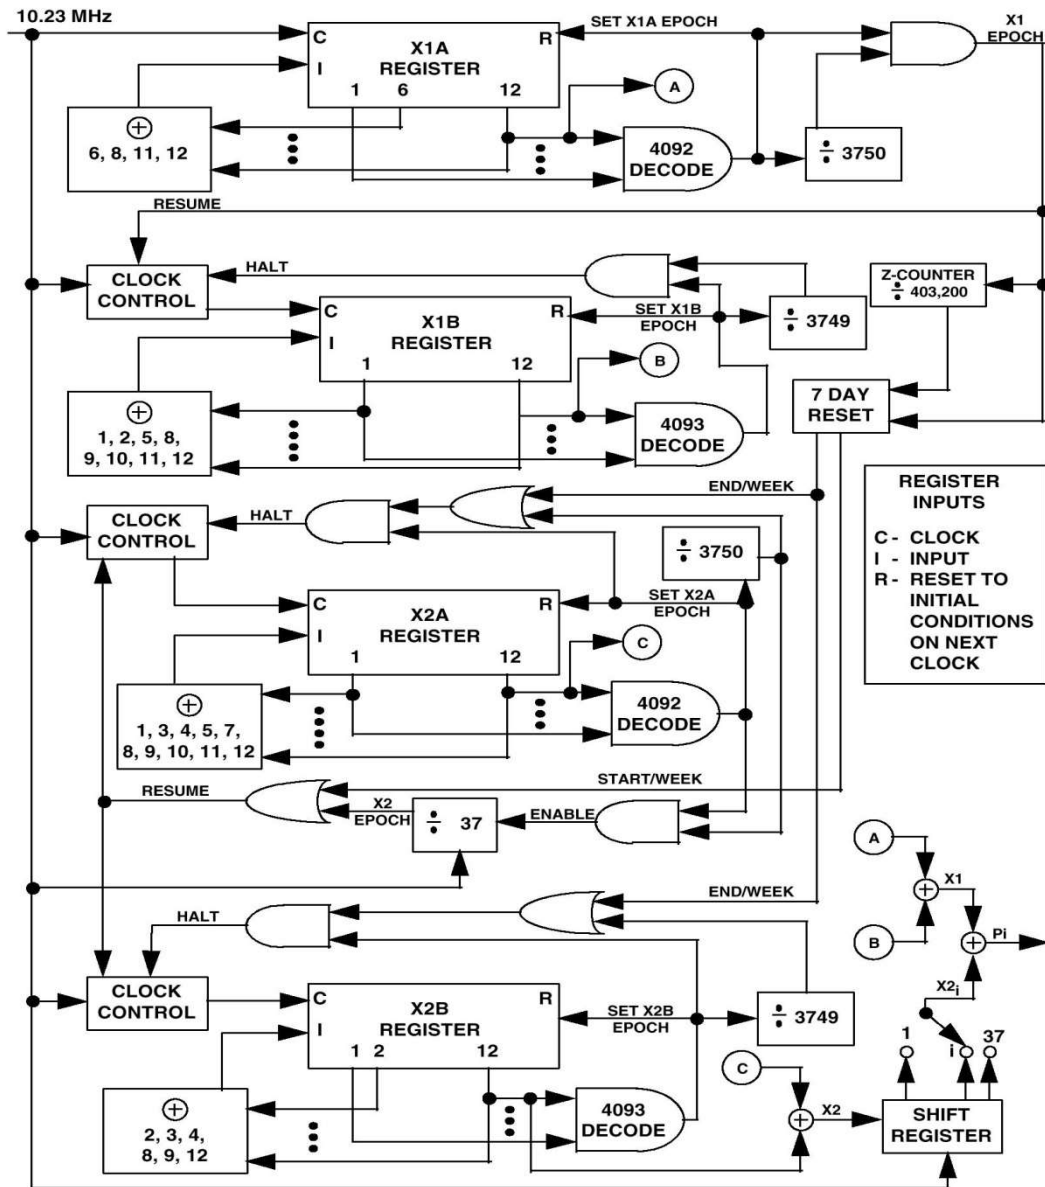 10.23 MHz
C
X1A
REGISTER
R
I
1
6
12
SET X1A EPOCH
X1
EPOCH
A
⊕
6, 8, 11, 12
4092
DECODE
÷ 3750
RESUME
CLOCK
CONTROL
HALT
C
X1B
REGISTER
R
I
1
12
SET X1B
EPOCH
÷ 3749
Z-COUNTER
÷ 403,200
B
⊕
1, 2, 5, 8,
9, 10, 11, 12
4093
DECODE
7 DAY
RESET
END/WEEK
CLOCK
CONTROL
HALT
÷ 3750
C
X2A
REGISTER
R
I
1
12
SET X2A
EPOCH
C
⊕
1, 3, 4, 5, 7,
8, 9, 10, 11, 12
4092
DECODE
REGISTER
INPUTS
C - CLOCK
I - INPUT
R - RESET TO
INITIAL
CONDITIONS
ON NEXT
CLOCK
START/WEEK
RESUME
X2
EPOCH
÷ 37
ENABLE
END/WEEK
HALT
CLOCK
CONTROL
C
X2B
REGISTER
R
I
1 2
12
SET X2B
EPOCH
÷ 3749
⊕
2, 3, 4,
8, 9, 12
4093
DECODE
A
X1
B
Pi
X2i
1
i
37
C
X2
SHIFT
REGISTER